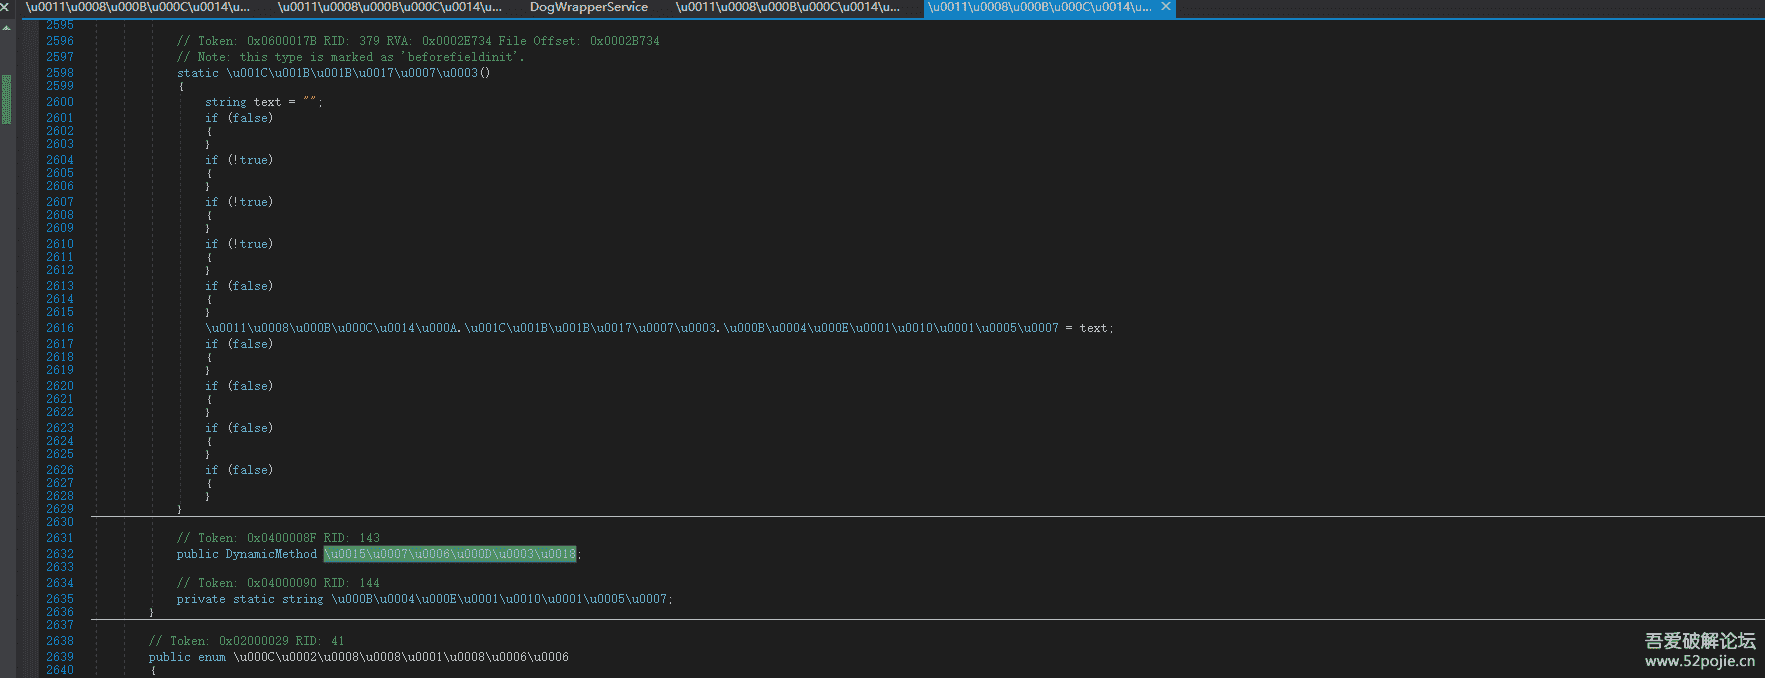 \u0011\u0008\u000B\u000C\u0014\u... \u0011\u0008\u000B\u000C\u0014\u... DogWrapperService \u0011\u0008\u000B\u000C\u0014\u... \u0011\u0008\u000B\u000C\u0014\u... ✕
2595
2596 // Token: 0x0600017B RID: 379 RVA: 0x0002E734 File Offset: 0x0002B734
2597 // Note: this type is marked as 'beforefieldinit'.
2598 static \u001C\u001B\u001B\u0017\u0007\u0003()
2599 {
2600 string text = "";
2601 if (false)
2602 {
2603 }
2604 if (!true)
2605 {
2606 }
2607 if (!true)
2608 {
2609 }
2610 if (!true)
2611 {
2612 }
2613 if (false)
2614 {
2615 }
2616 \u0011\u0008\u000B\u000C\u0014\u000A.\u001C\u001B\u001B\u0017\u0007\u0003.\u000B\u0004\u000E\u0001\u0010\u0001\u0005\u0007 = text;
2617 if (false)
2618 {
2619 }
2620 if (false)
2621 {
2622 }
2623 if (false)
2624 {
2625 }
2626 if (false)
2627 {
2628 }
2629 }
2630
2631 // Token: 0x0400008F RID: 143
2632 public DynamicMethod \u0015\u0007\u0006\u000D\u0003\u0018;
2633
2634 // Token: 0x04000090 RID: 144
2635 private static string \u000B\u0004\u000E\u0001\u0010\u0001\u0005\u0007;
2636 }
2637
2638 // Token: 0x02000029 RID: 41
2639 public enum \u000C\u0002\u0008\u0008\u0001\u0008\u0006\u0006
2640 {
吾爱破解论坛
www.52pojie.cn